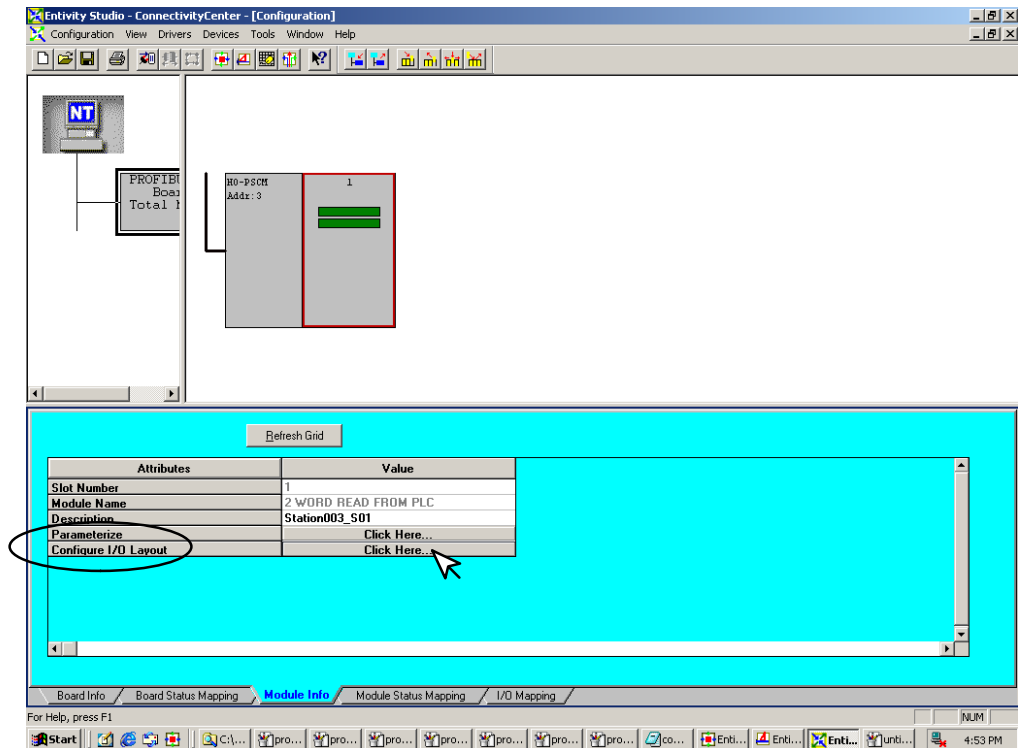 Entivity Studio - ConnectivityCenter - [Configuration]
Configuration View Drivers Devices Tools Window Help
NT
PROFIBU
Boar
Total
H0-PSCM
Addr:3
1
Refresh Grid
Attributes Value
Slot Number 1
Module Name 2 WORD READ FROM PLC
Description Station003_S01
Parameterize Click Here...
Configure I/O Layout Click Here...
Board Info Board Status Mapping Module Info Module Status Mapping I/O Mapping
For Help, press F1 NUM
Start C:\... pro... pro... pro... pro... pro... pro... pro... co... Enti... Enti... Enti... unti... 4:53 PM